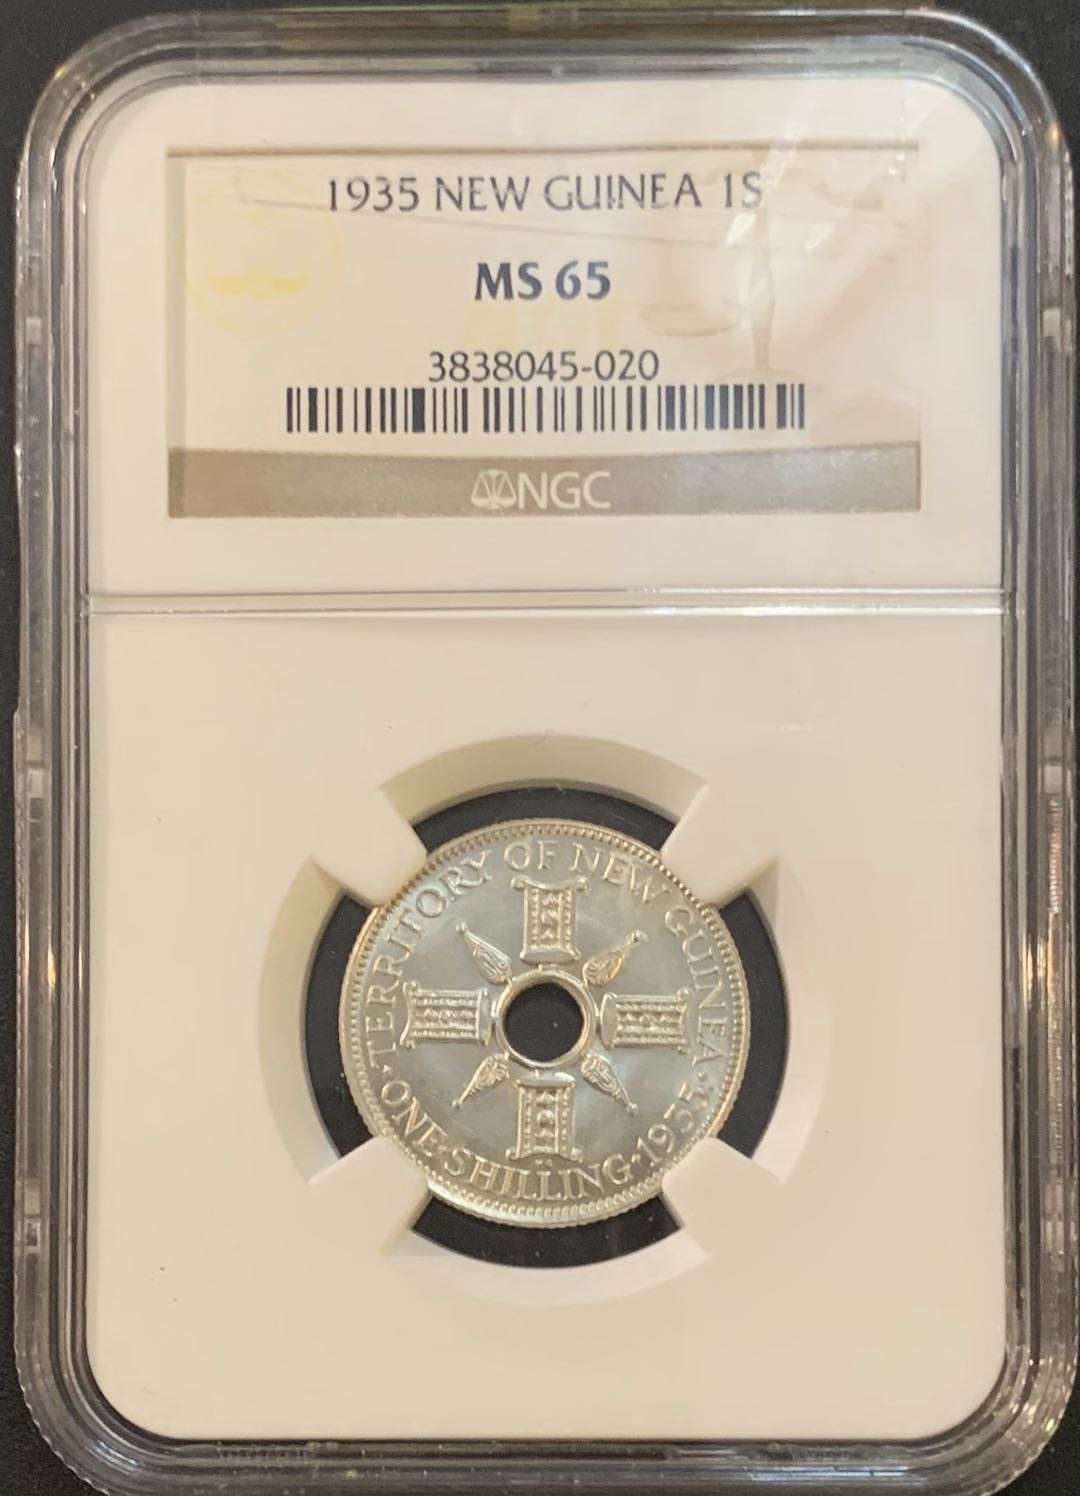 1935 NEW GUINEA 1S
MS 65
3838045-020
NGC
TERRITORY OF NEW GUINEA
·ONE·SHILLING·1935·